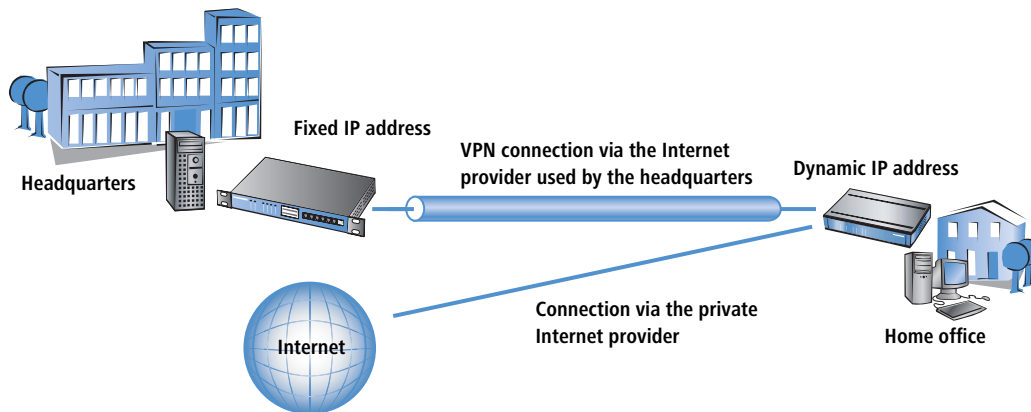 Fixed IP address
Headquarters
VPN connection via the Internet
provider used by the headquarters
Dynamic IP address
Internet
Connection via the private
Internet provider
Home office